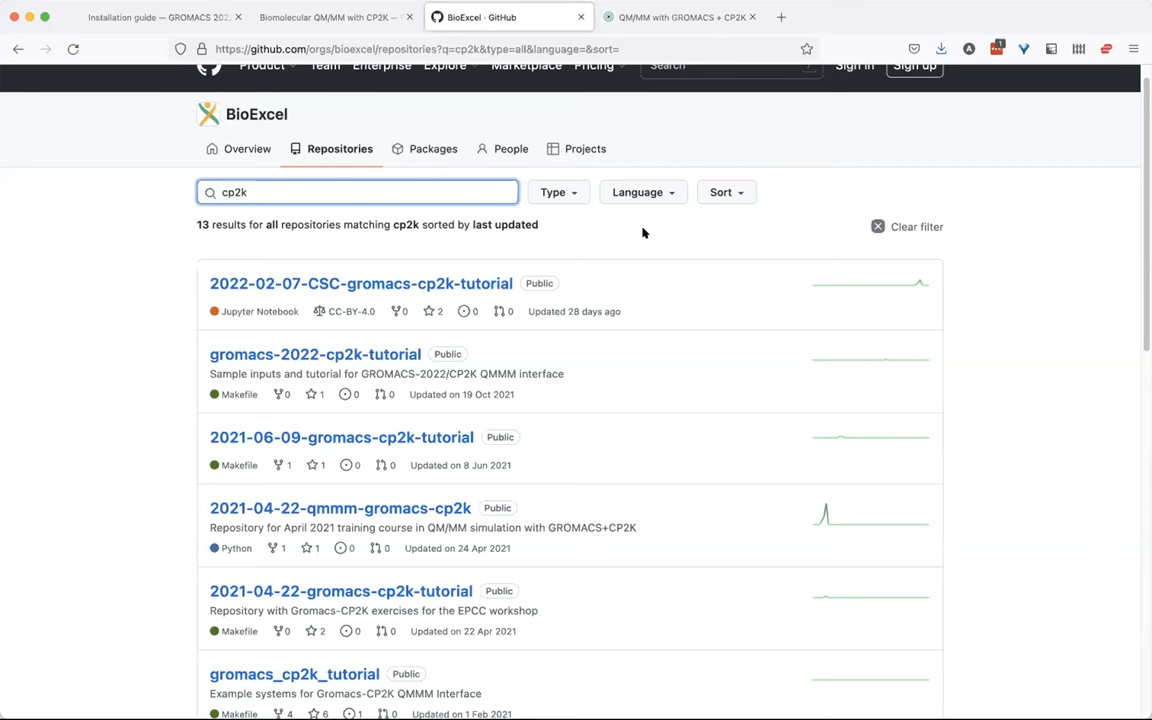 Installation guide — GROMACS 202.
Biomolecular QM/MM with CP2K —
BioExcel · GitHub
QM/MM with GROMACS + CP2K
https://github.com/orgs/bioexcel/repositories?q=cp2k&type=all&language=&sort=
1
Product Team Enterprise Explore Marketplace Pricing Search / Sign in Sign up
BioExcel
Overview Repositories Packages People Projects
cp2k Type Language Sort
13 results for all repositories matching cp2k sorted by last updated Clear filter
2022-02-07-CSC-gromacs-cp2k-tutorial Public
Jupyter Notebook CC-BY-4.0 0 2 0 0 Updated 28 days ago
gromacs-2022-cp2k-tutorial Public
Sample inputs and tutorial for GROMACS-2022/CP2K QMMM interface
Makefile 0 1 0 0 Updated on 19 Oct 2021
2021-06-09-gromacs-cp2k-tutorial Public
Makefile 1 1 0 0 Updated on 8 Jun 2021
2021-04-22-qmmm-gromacs-cp2k Public
Repository for April 2021 training course in QM/MM simulation with GROMACS+CP2K
Python 1 1 0 0 Updated on 24 Apr 2021
2021-04-22-gromacs-cp2k-tutorial Public
Repository with Gromacs-CP2K exercises for the EPCC workshop
Makefile 0 2 0 0 Updated on 22 Apr 2021
gromacs_cp2k_tutorial Public
Example systems for Gromacs-CP2K QMMM Interface
Makefile 4 6 1 0 Updated on 1 Feb 2021